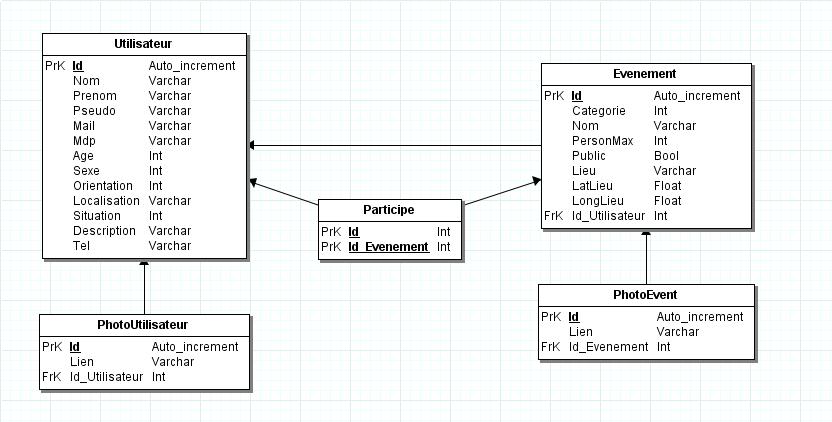 Utilisateur
PrK Id Auto_increment
Nom Varchar
Prenom Varchar
Pseudo Varchar
Mail Varchar
Mdp Varchar
Age Int
Sexe Int
Orientation Int
Localisation Varchar
Situation Int
Description Varchar
Tel Varchar
Evenement
PrK Id Auto_increment
Categorie Int
Nom Varchar
PersonMax Int
Public Bool
Lieu Varchar
LatLieu Float
LongLieu Float
FrK Id_Utilisateur Int
Participe
PrK Id Int
PrK Id_Evenement Int
PhotoUtilisateur
PrK Id Auto_increment
Lien Varchar
FrK Id_Utilisateur Int
PhotoEvent
PrK Id Auto_increment
Lien Varchar
FrK Id_Evenement Int